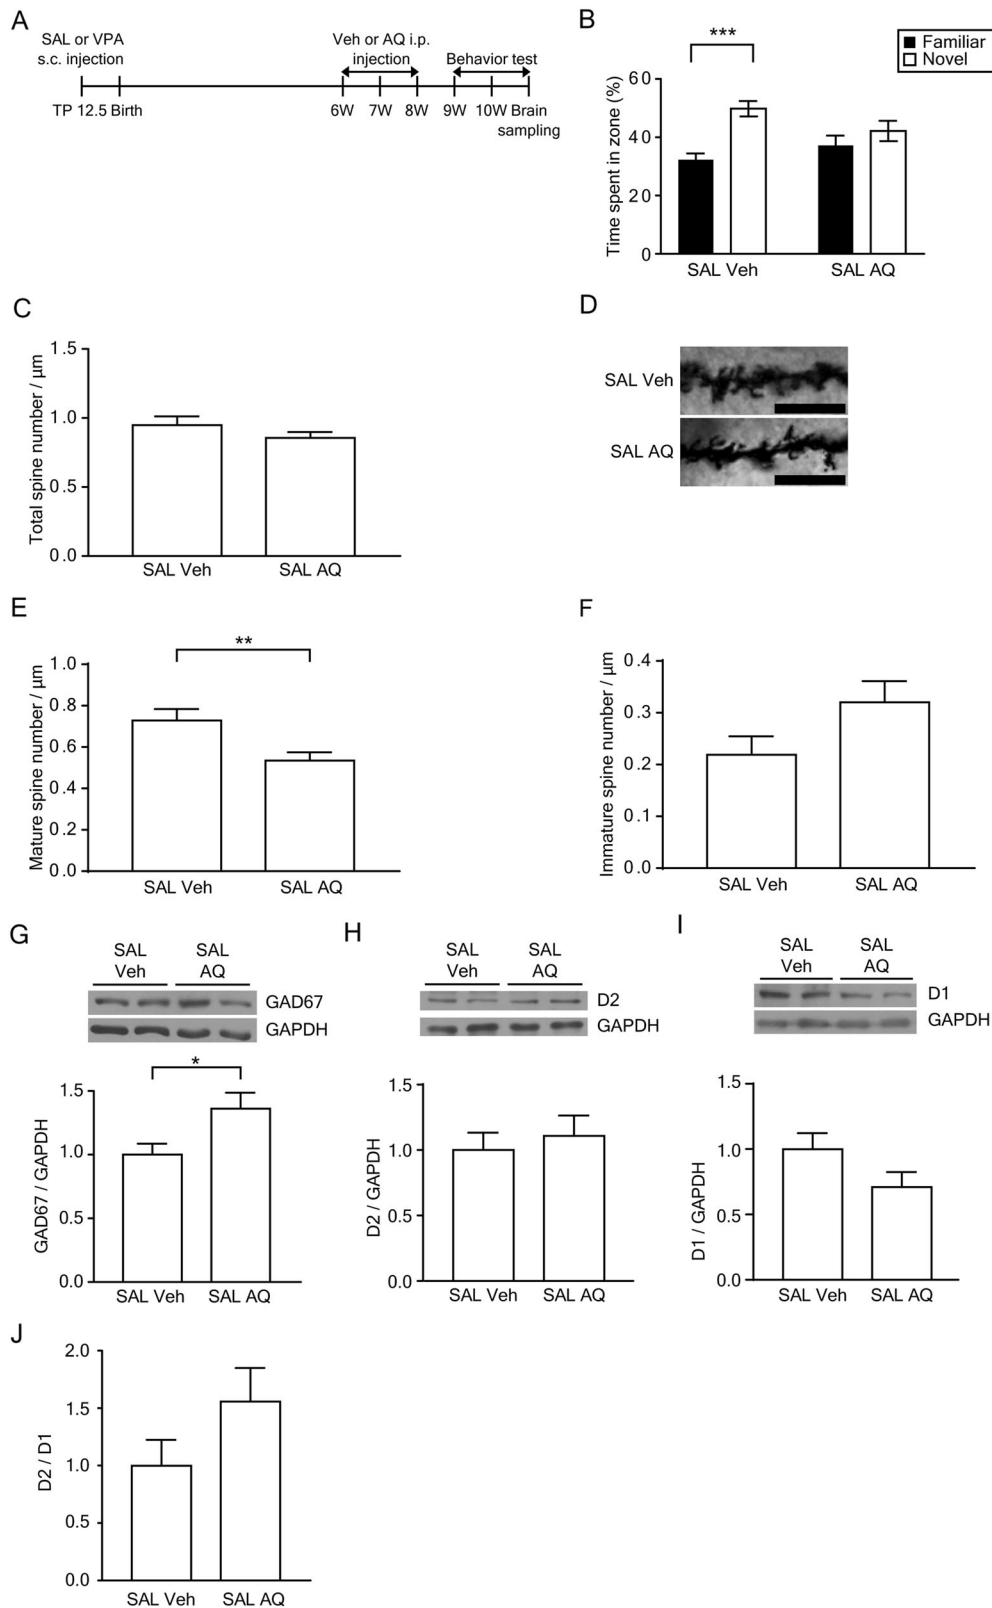 A
SAL or VPA
s.c. injection
Veh or AQ i.p.
injection
Behavior test
TP 12.5 Birth
6W 7W 8W 9W 10W Brain
sampling
B
***
Familiar
Novel
Time spent in zone (%)
60
40
20
0
SAL Veh SAL AQ
C
Total spine number / µm
1.5
1.0
0.5
0.0
SAL Veh SAL AQ
D
SAL Veh
SAL AQ
E
**
Mature spine number / µm
1.0
0.8
0.6
0.4
0.2
0.0
SAL Veh SAL AQ
F
Immature spine number / µm
0.4
0.3
0.2
0.1
0.0
SAL Veh SAL AQ
G
SAL SAL
Veh AQ
GAD67
GAPDH
*
GAD67 / GAPDH
1.5
1.0
0.5
0.0
SAL Veh SAL AQ
H
SAL SAL
Veh AQ
D2
GAPDH
D2 / GAPDH
1.5
1.0
0.5
0.0
SAL Veh SAL AQ
I
SAL SAL
Veh AQ
D1
GAPDH
D1 / GAPDH
1.5
1.0
0.5
0.0
SAL Veh SAL AQ
J
D2 / D1
2.0
1.5
1.0
0.5
0.0
SAL Veh SAL AQ